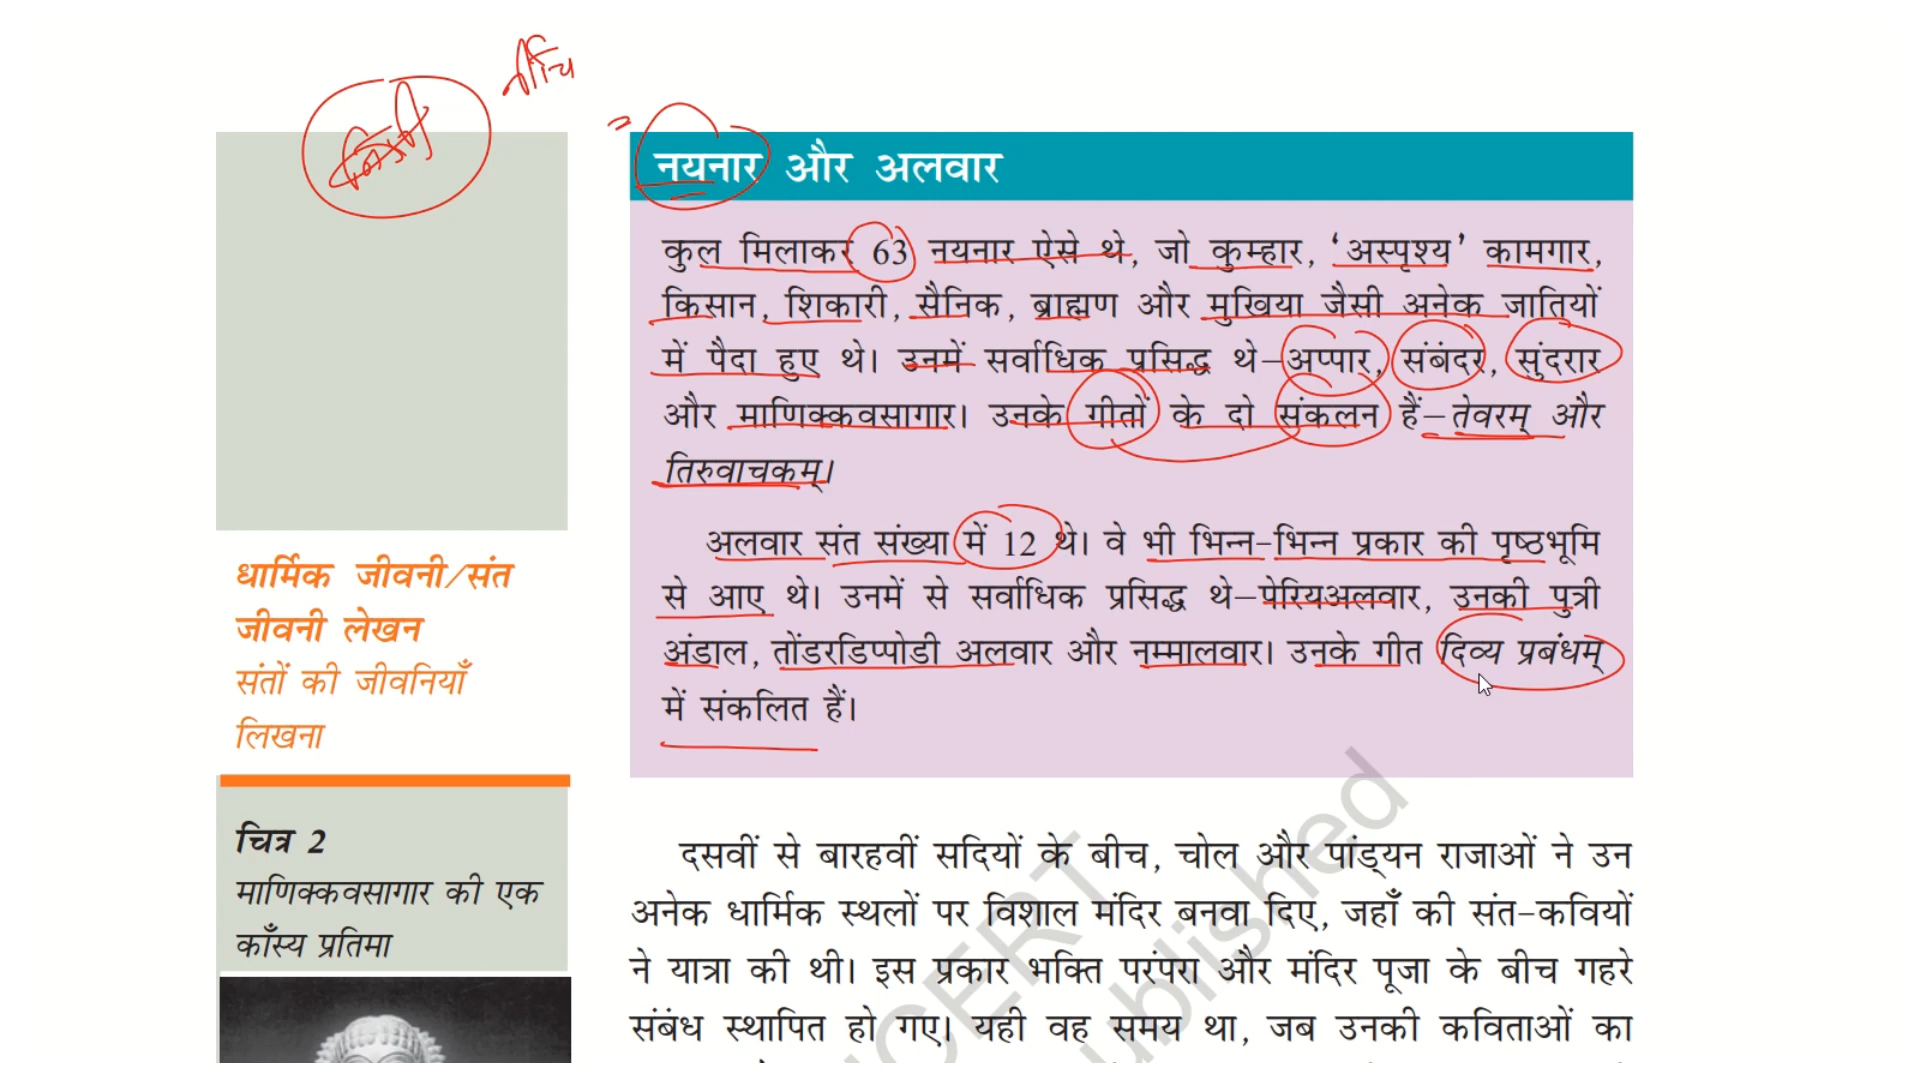 नयनार और अलवार
कुल मिलाकर 63 नयनार ऐसे थे, जो कुम्हार, ‘अस्पृश्य’ कामगार,
किसान, शिकारी, सैनिक, ब्राह्मण और मुखिया जैसी अनेक जातियों
में पैदा हुए थे। उनमें सर्वाधिक प्रसिद्ध थे–अप्पार, संबंदर, सुंदरार
और माणिक्कवसागार। उनके गीतों के दो संकलन हैं–तेवरम् और
तिरुवाचकम्।
अलवार संत संख्या में 12 थे। वे भी भिन्न-भिन्न प्रकार की पृष्ठभूमि
से आए थे। उनमें से सर्वाधिक प्रसिद्ध थे–पेरियअलवार, उनकी पुत्री
अंडाल, तोंडरडिप्पोडी अलवार और नम्मालवार। उनके गीत दिव्य प्रबंधम्
में संकलित हैं।
धार्मिक जीवनी/संत
जीवनी लेखन
संतों की जीवनियाँ
लिखना
चित्र 2
माणिक्कवसागार की एक
काँस्य प्रतिमा
दसवीं से बारहवीं सदियों के बीच, चोल और पांड्यन राजाओं ने उन
अनेक धार्मिक स्थलों पर विशाल मंदिर बनवा दिए, जहाँ की संत-कवियों
ने यात्रा की थी। इस प्रकार भक्ति परंपरा और मंदिर पूजा के बीच गहरे
संबंध स्थापित हो गए। यही वह समय था, जब उनकी कविताओं का